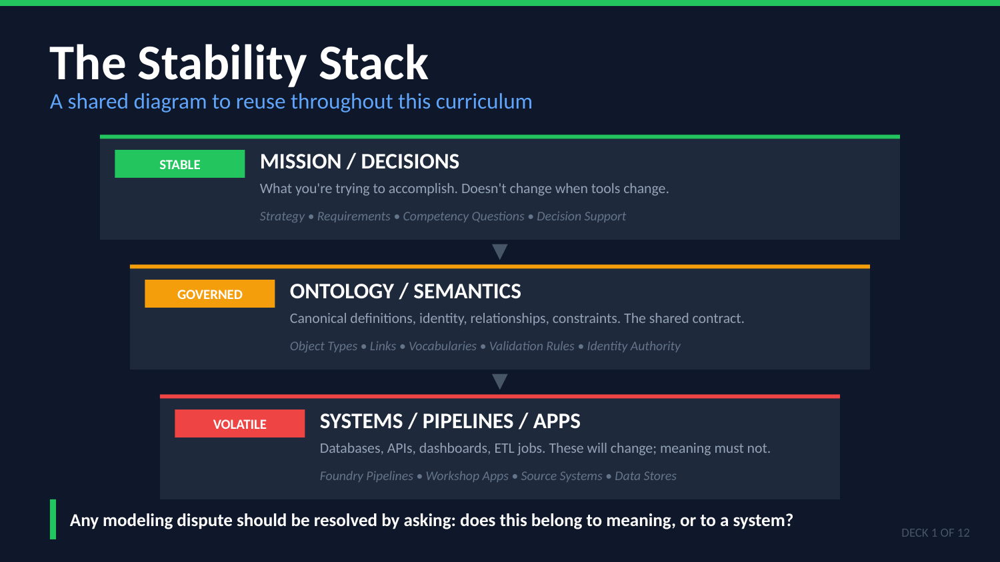 The Stability Stack
A shared diagram to reuse throughout this curriculum
STABLE
MISSION / DECISIONS
What you're trying to accomplish. Doesn't change when tools change.
Strategy • Requirements • Competency Questions • Decision Support
GOVERNED
ONTOLOGY / SEMANTICS
Canonical definitions, identity, relationships, constraints. The shared contract.
Object Types • Links • Vocabularies • Validation Rules • Identity Authority
VOLATILE
SYSTEMS / PIPELINES / APPS
Databases, APIs, dashboards, ETL jobs. These will change; meaning must not.
Foundry Pipelines • Workshop Apps • Source Systems • Data Stores
Any modeling dispute should be resolved by asking: does this belong to meaning, or to a system?
DECK 1 OF 12